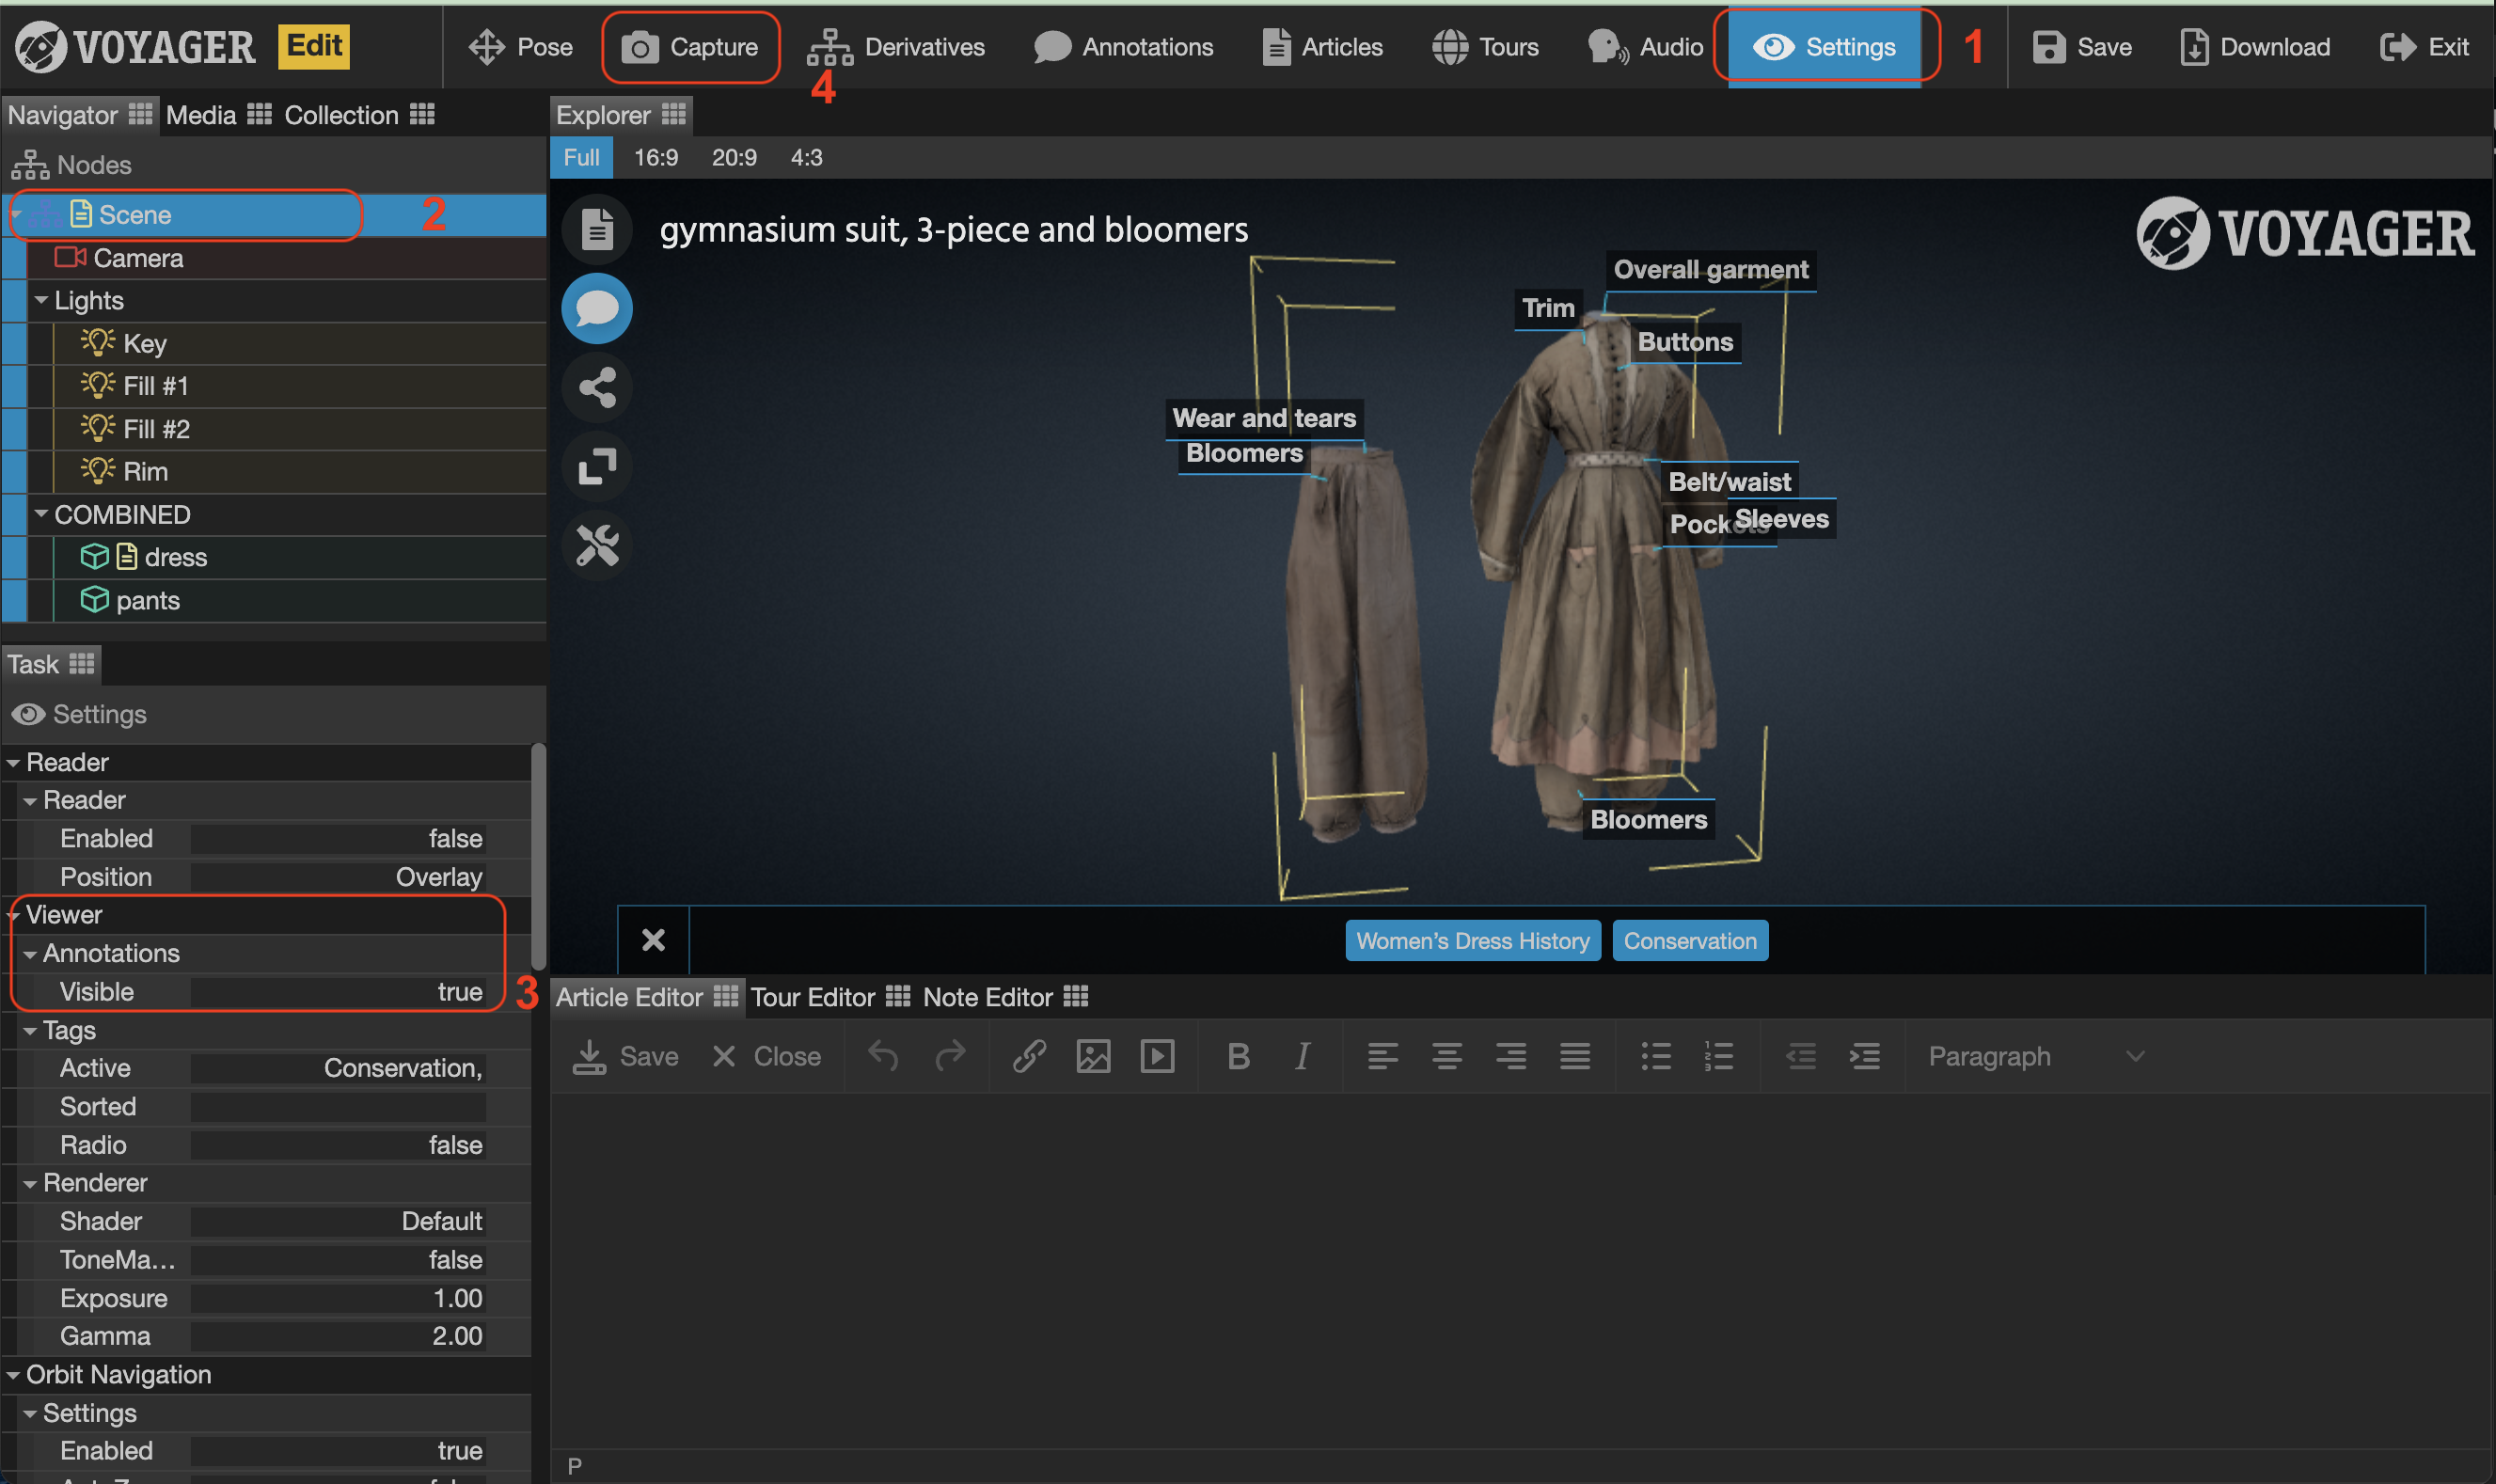 VOYAGER Edit Pose Capture Derivatives Annotations Articles Tours Audio Settings 1 Save Download Exit
4
Navigator Media Collection
Nodes
Scene 2
Camera
Lights
Key
Fill #1
Fill #2
Rim
COMBINED
dress
pants
Task
Settings
Reader
Reader
Enabled false
Position Overlay
Viewer
Annotations
Visible true 3
Tags
Active Conservation,
Sorted
Radio false
Renderer
Shader Default
ToneMa...
false
Exposure 1.00
Gamma 2.00
Orbit Navigation
Settings
Enabled true
Explorer
Full 16:9 20:9 4:3
gymnasium suit, 3-piece and bloomers
VOYAGER
Overall garment
Trim
Buttons
Wear and tears
Bloomers
Belt/waist
Pockets
Sleeves
Bloomers
Women's Dress History Conservation
Article Editor Tour Editor Note Editor
Save Close B I Paragraph
P